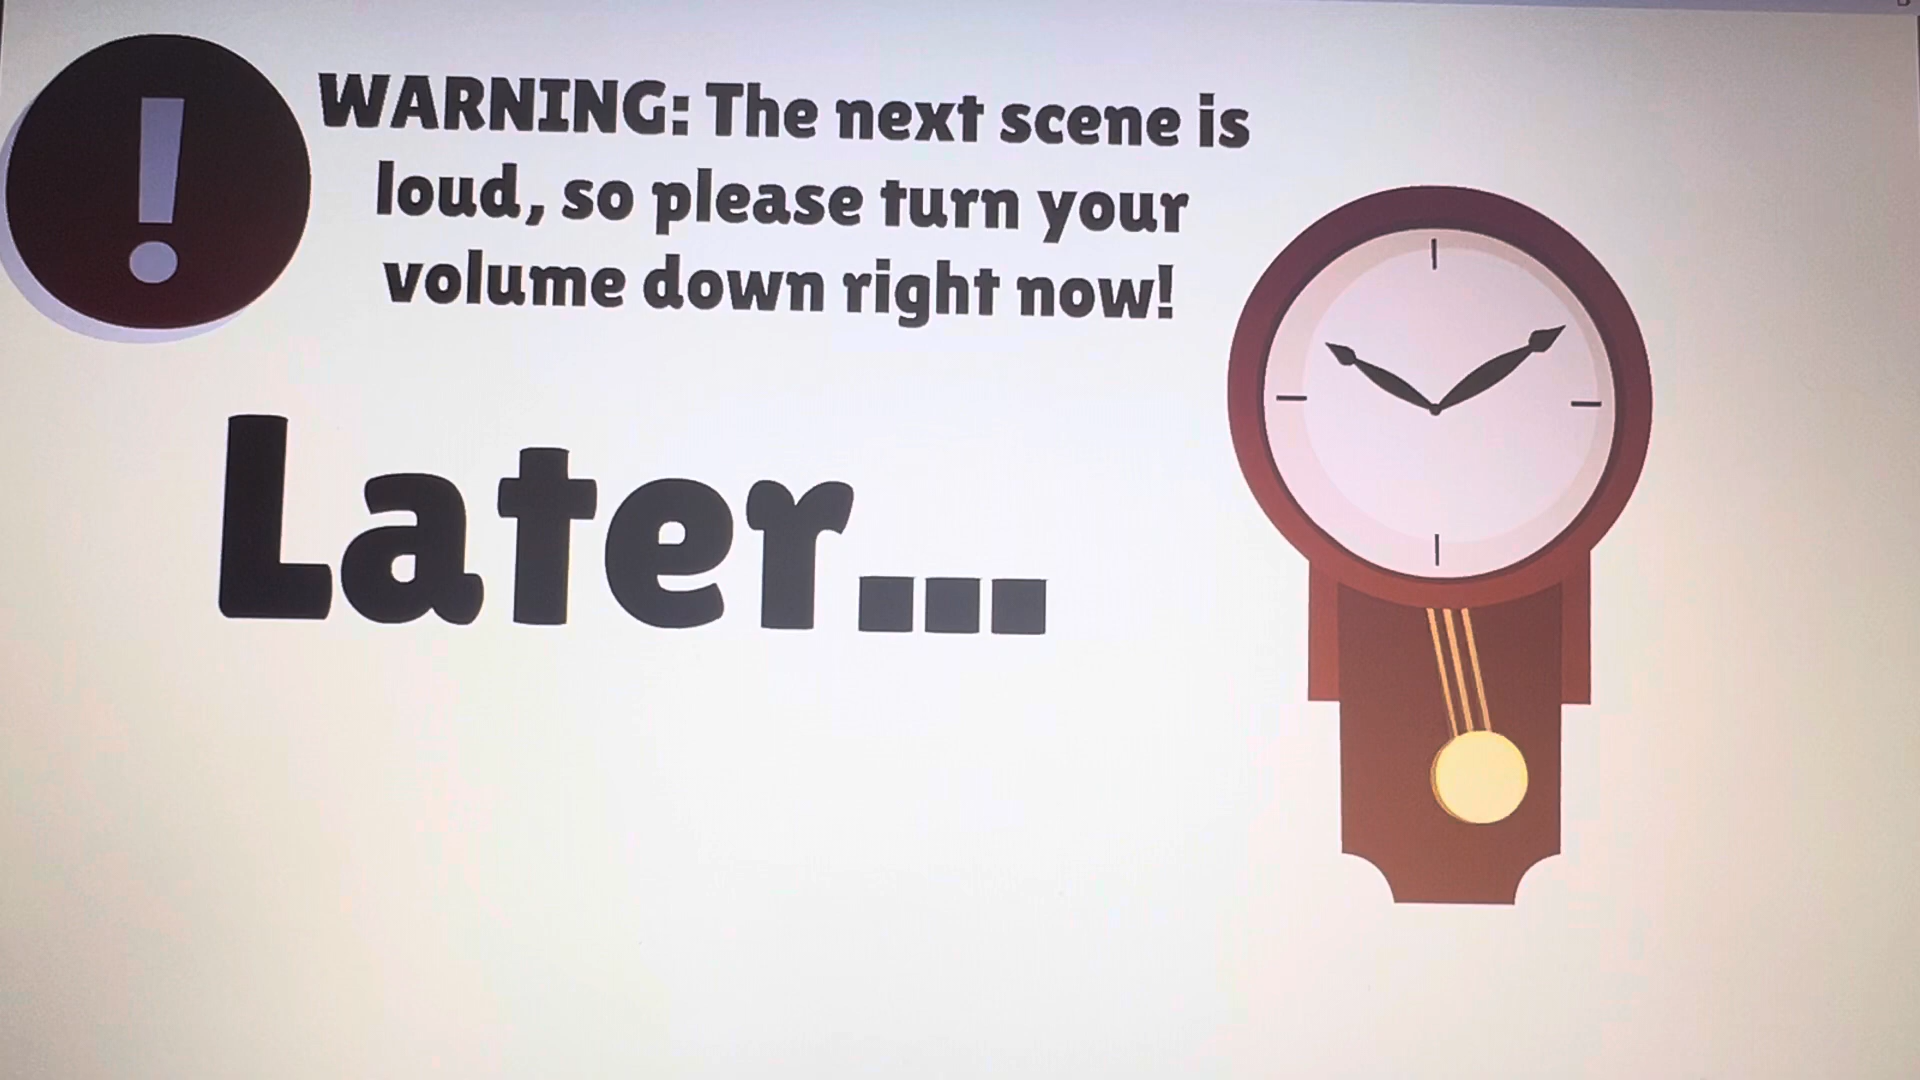 WARNING: The next scene is
loud, so please turn your
volume down right now!
Later...